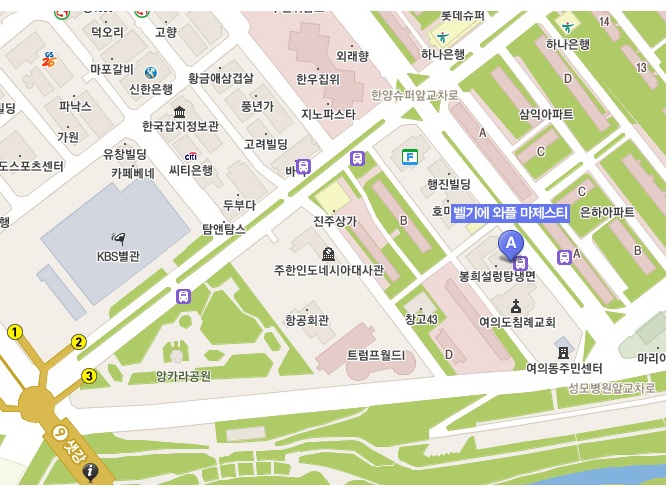 롯데슈퍼
14
덕오리
고향
하나은행
하나은행
외래향
GS
25
마포갈비
신한은행
황금애삼겹살
한우집위
D
13
빌딩
파낙스
풍년가
한양슈퍼앞교차로
한국잡지정보관
지노파스타
삼익아파트
가원
고려빌딩
A
유창빌딩
citi
C
도스포츠센터
카페베네
씨티은행
F
행진빌딩
C
두부다
호미
벨기에 와플 마제스티
은하아파트
행
탐앤탐스
진주상가
B
A
KBS별관
B
주한인도네시아대사관
봉희설렁탕냉면
항공회관
창고43
여의도침례교회
1
2
트럼프월드I
D
여의동주민센터
마리아
3
앙카라공원
성모병원앞교차로
9 샛강